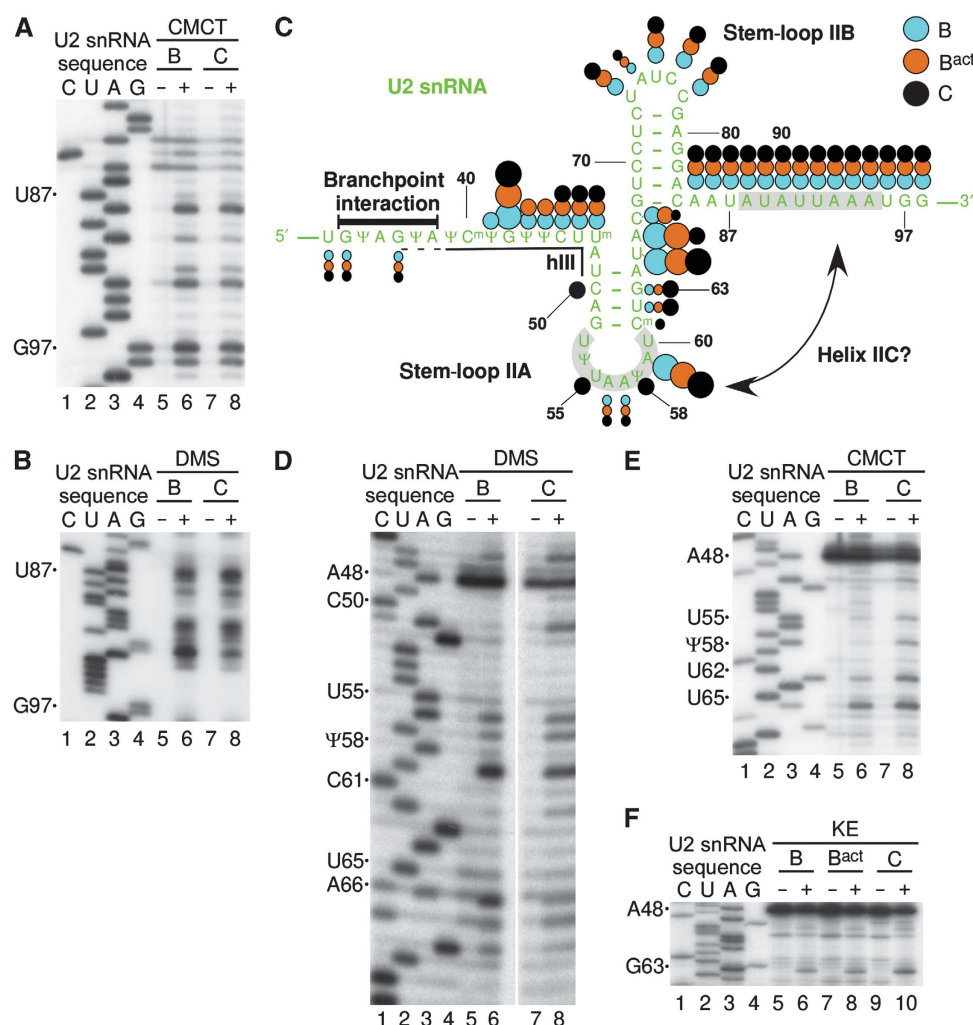 A
U2 snRNA
sequence
CMCT
B C
C U A G – + – +
U87
G97
1 2 3 4 5 6 7 8
B
U2 snRNA
sequence
DMS
B C
C U A G – + – +
U87
G97
1 2 3 4 5 6 7 8
C
U2 snRNA
Stem-loop IIB
B
Bact
C
Branchpoint
interaction
40
70
80 90
5′ — U G Ψ A G Ψ A Ψ Cm Ψ G Ψ Ψ C U Um A U C A G
U Ψ U A A Ψ A U
Cm U G A U A C G U C C U C U A U C C G A G G A C
A A U A U A U U A A A U G G — 3′
87 97
hIII
50
63
60
Stem-loop IIA
55
58
Helix IIC?
D
U2 snRNA
sequence
DMS
B C
C U A G – + – +
A48
C50
U55
Ψ58
C61
U65
A66
1 2 3 4 5 6 7 8
E
U2 snRNA
sequence
CMCT
B C
C U A G – + – +
A48
U55
Ψ58
U62
U65
1 2 3 4 5 6 7 8
F
U2 snRNA
sequence
KE
B Bact C
C U A G – + – + – +
A48
G63
1 2 3 4 5 6 7 8 9 10